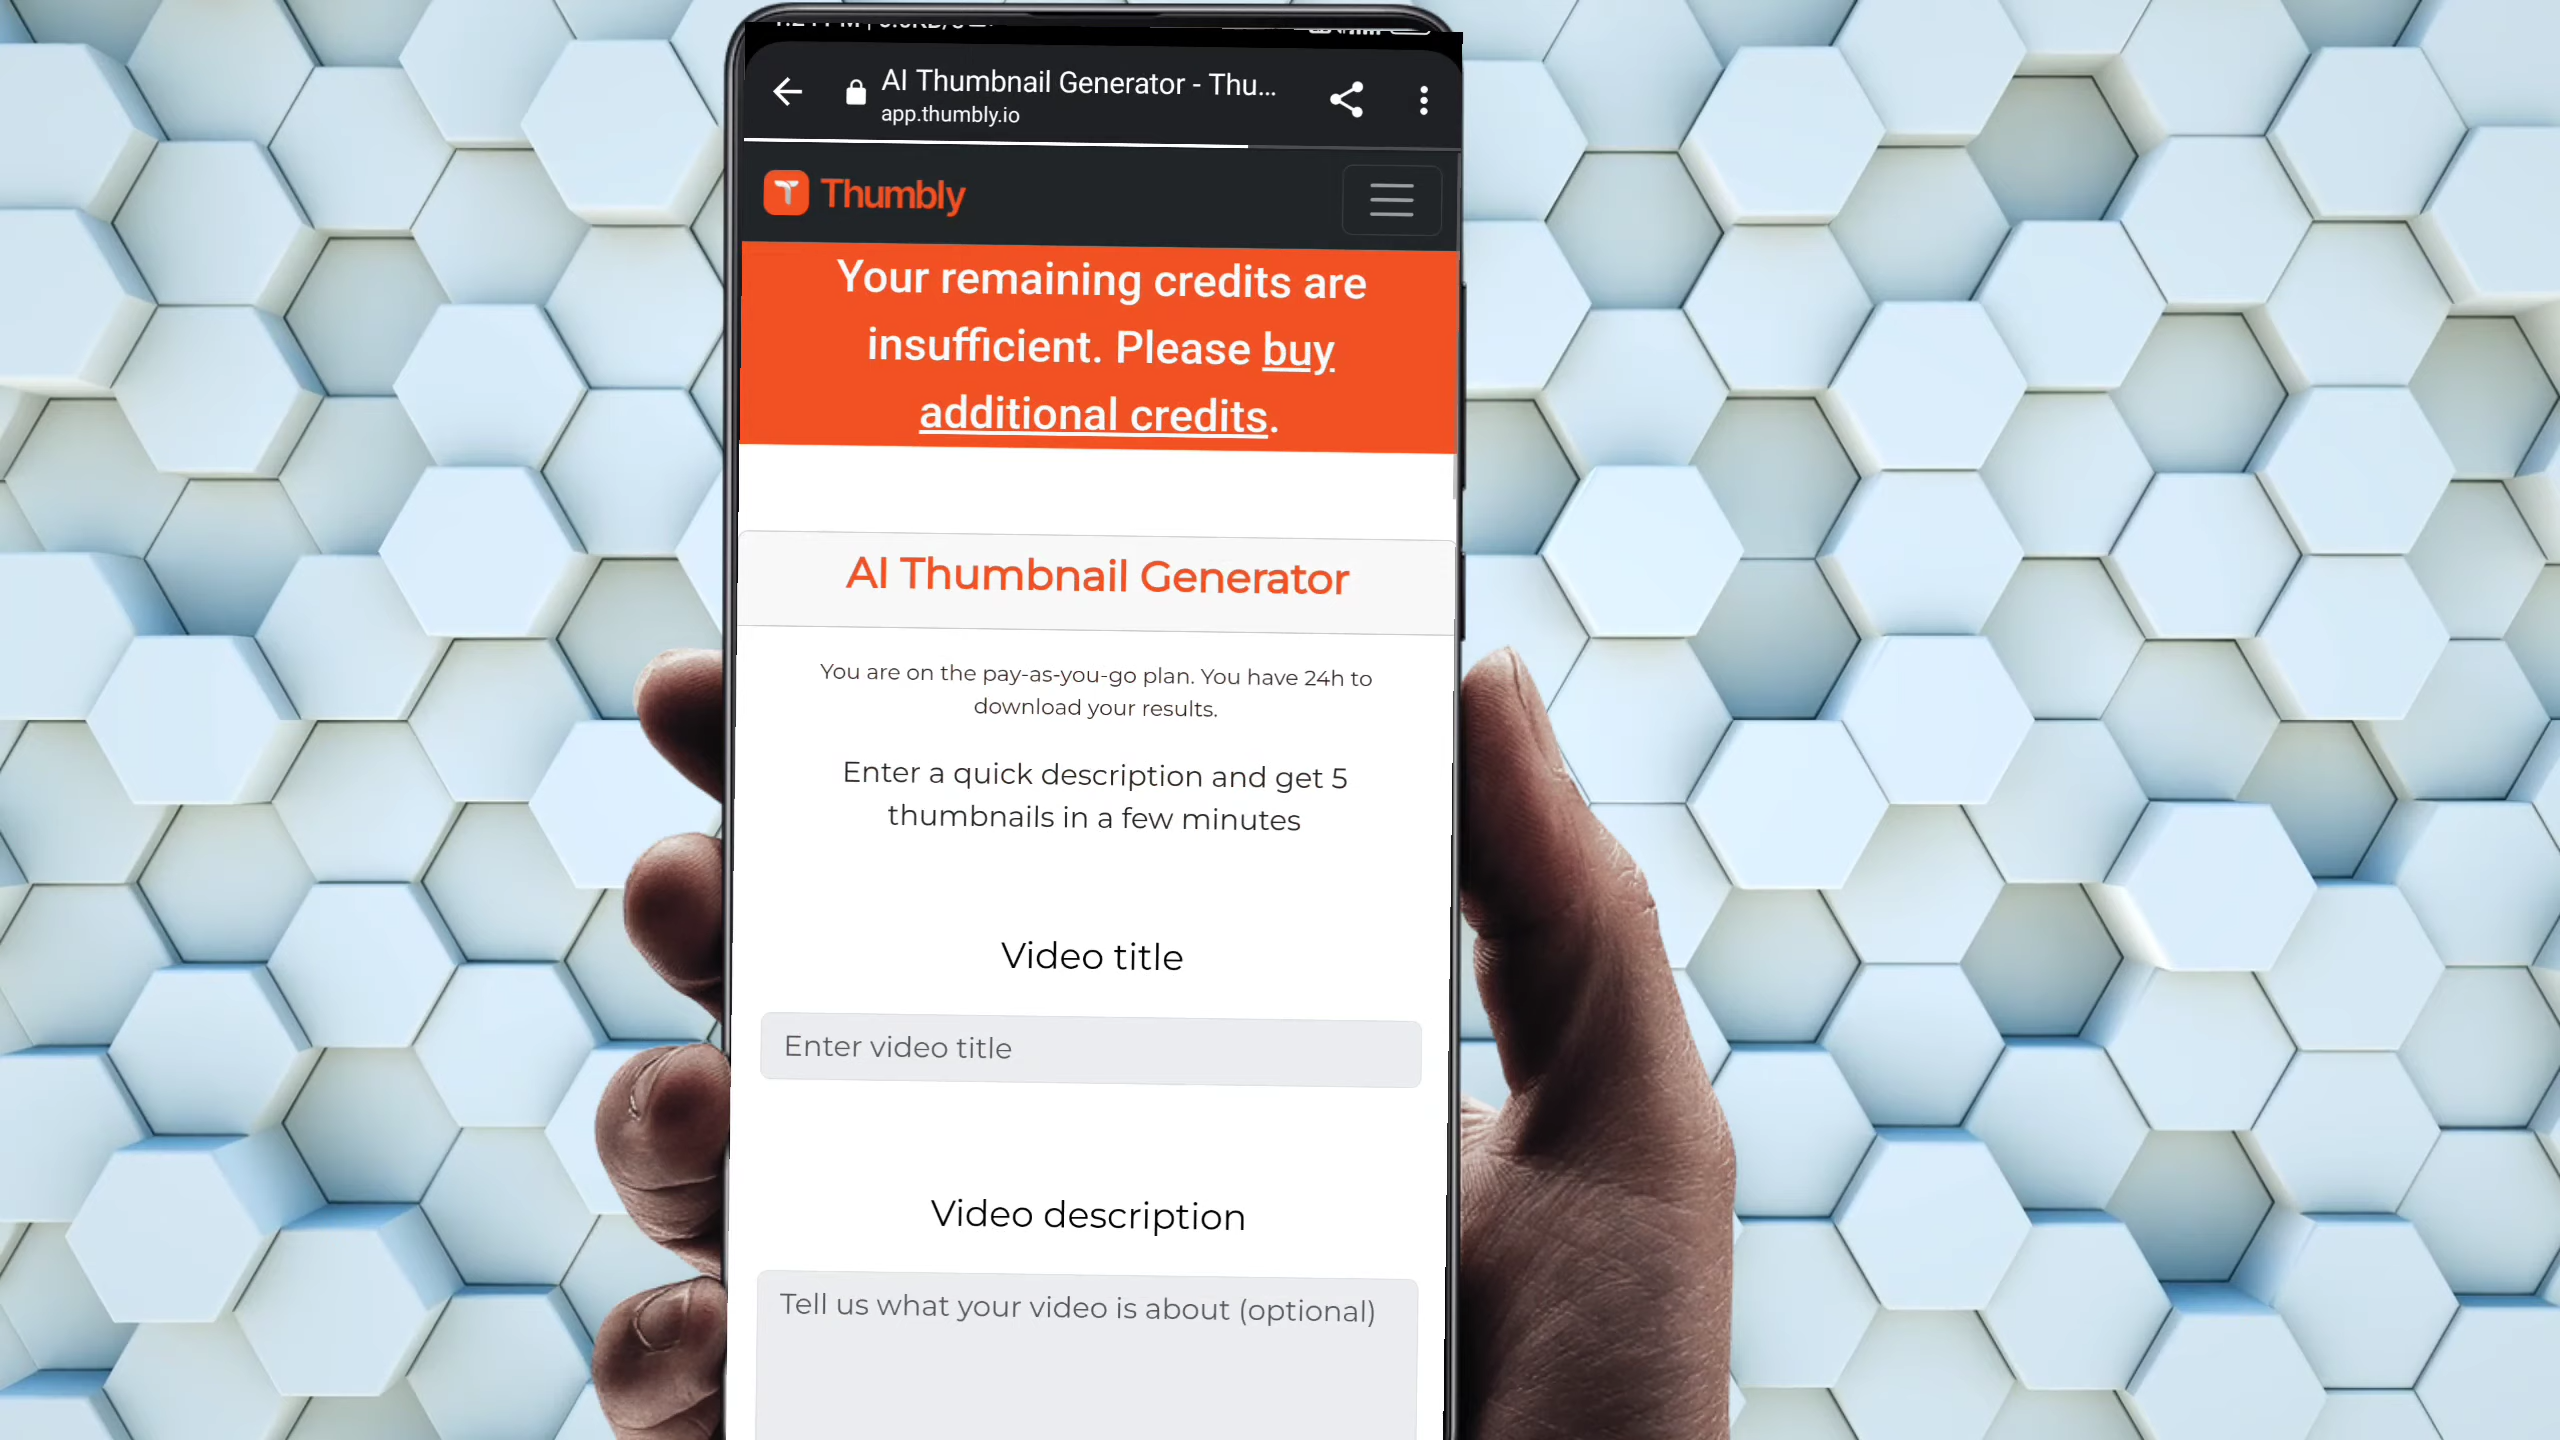 AI Thumbnail Generator - Thu...
app.thumbly.io
T Thumbly
Your remaining credits are
insufficient. Please buy
additional credits.
AI Thumbnail Generator
You are on the pay-as-you-go plan. You have 24h to
download your results.
Enter a quick description and get 5
thumbnails in a few minutes
Video title
Enter video title
Video description
Tell us what your video is about (optional)